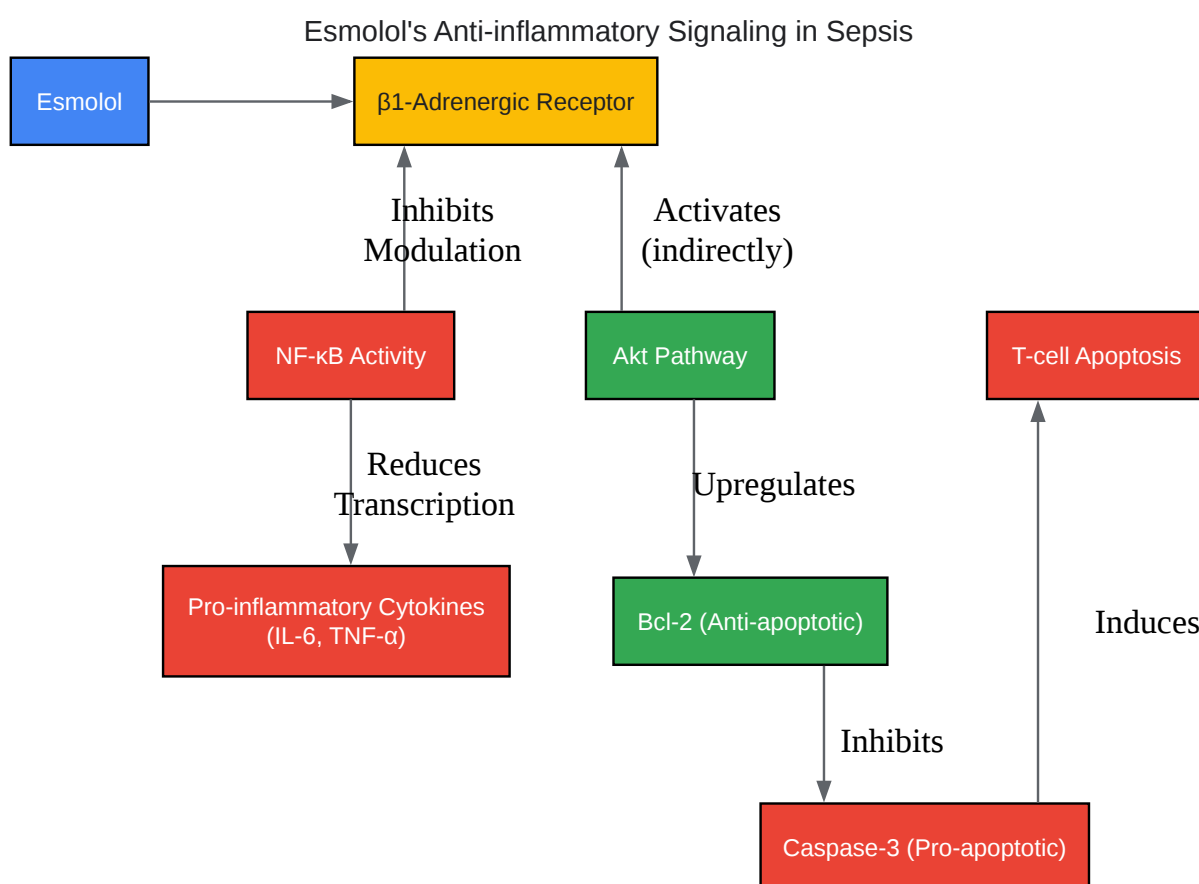 Esmolol's Anti-inflammatory Signaling in Sepsis
Esmolol
β1-Adrenergic Receptor
Inhibits
Modulation
Activates
(indirectly)
NF-κB Activity
Akt Pathway
T-cell Apoptosis
Reduces
Transcription
Upregulates
Pro-inflammatory Cytokines
(IL-6, TNF-α)
Bcl-2 (Anti-apoptotic)
Induces
Inhibits
Caspase-3 (Pro-apoptotic)